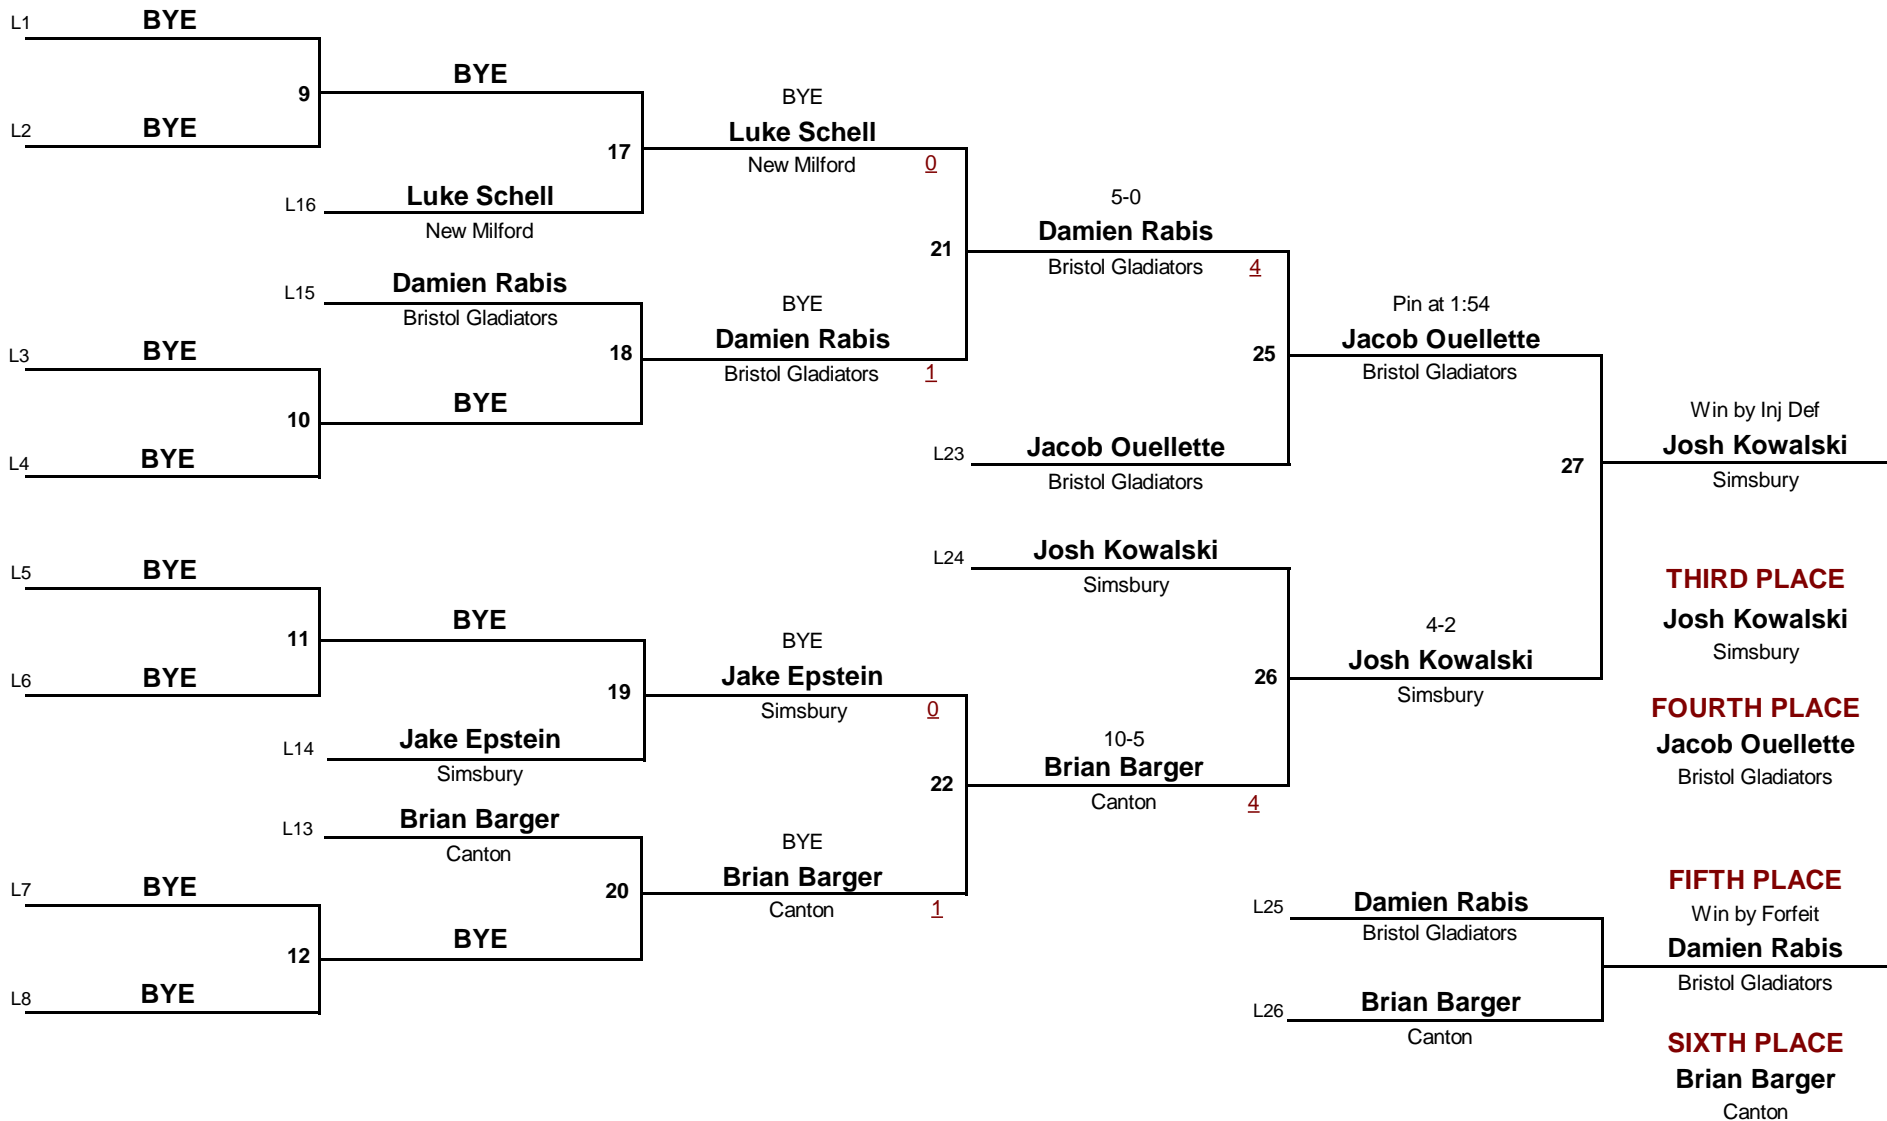 L1
BYE
9
BYE
L2
BYE
BYE
Luke Schell
17
New Milford
0
L16
Luke Schell
New Milford
5-0
Damien Rabis
21
Bristol Gladiators
4
L15
Damien Rabis
Bristol Gladiators
BYE
L3
BYE
18
Damien Rabis
Bristol Gladiators
1
10
BYE
L4
BYE
Pin at 1:54
25
Jacob Ouellette
Bristol Gladiators
L23
Jacob Ouellette
Bristol Gladiators
Win by Inj Def
27
Josh Kowalski
Simsbury
L24
Josh Kowalski
Simsbury
L5
BYE
11
BYE
L6
BYE
BYE
19
Jake Epstein
Simsbury
0
L14
Jake Epstein
Simsbury
4-2
26
Josh Kowalski
Simsbury
10-5
22
Brian Barger
Canton
4
L13
Brian Barger
Canton
BYE
L7
BYE
20
Brian Barger
Canton
1
12
BYE
L8
BYE
THIRD PLACE
Josh Kowalski
Simsbury
FOURTH PLACE
Jacob Ouellette
Bristol Gladiators
L25
Damien Rabis
Bristol Gladiators
L26
Brian Barger
Canton
FIFTH PLACE
Win by Forfeit
Damien Rabis
Bristol Gladiators
SIXTH PLACE
Brian Barger
Canton